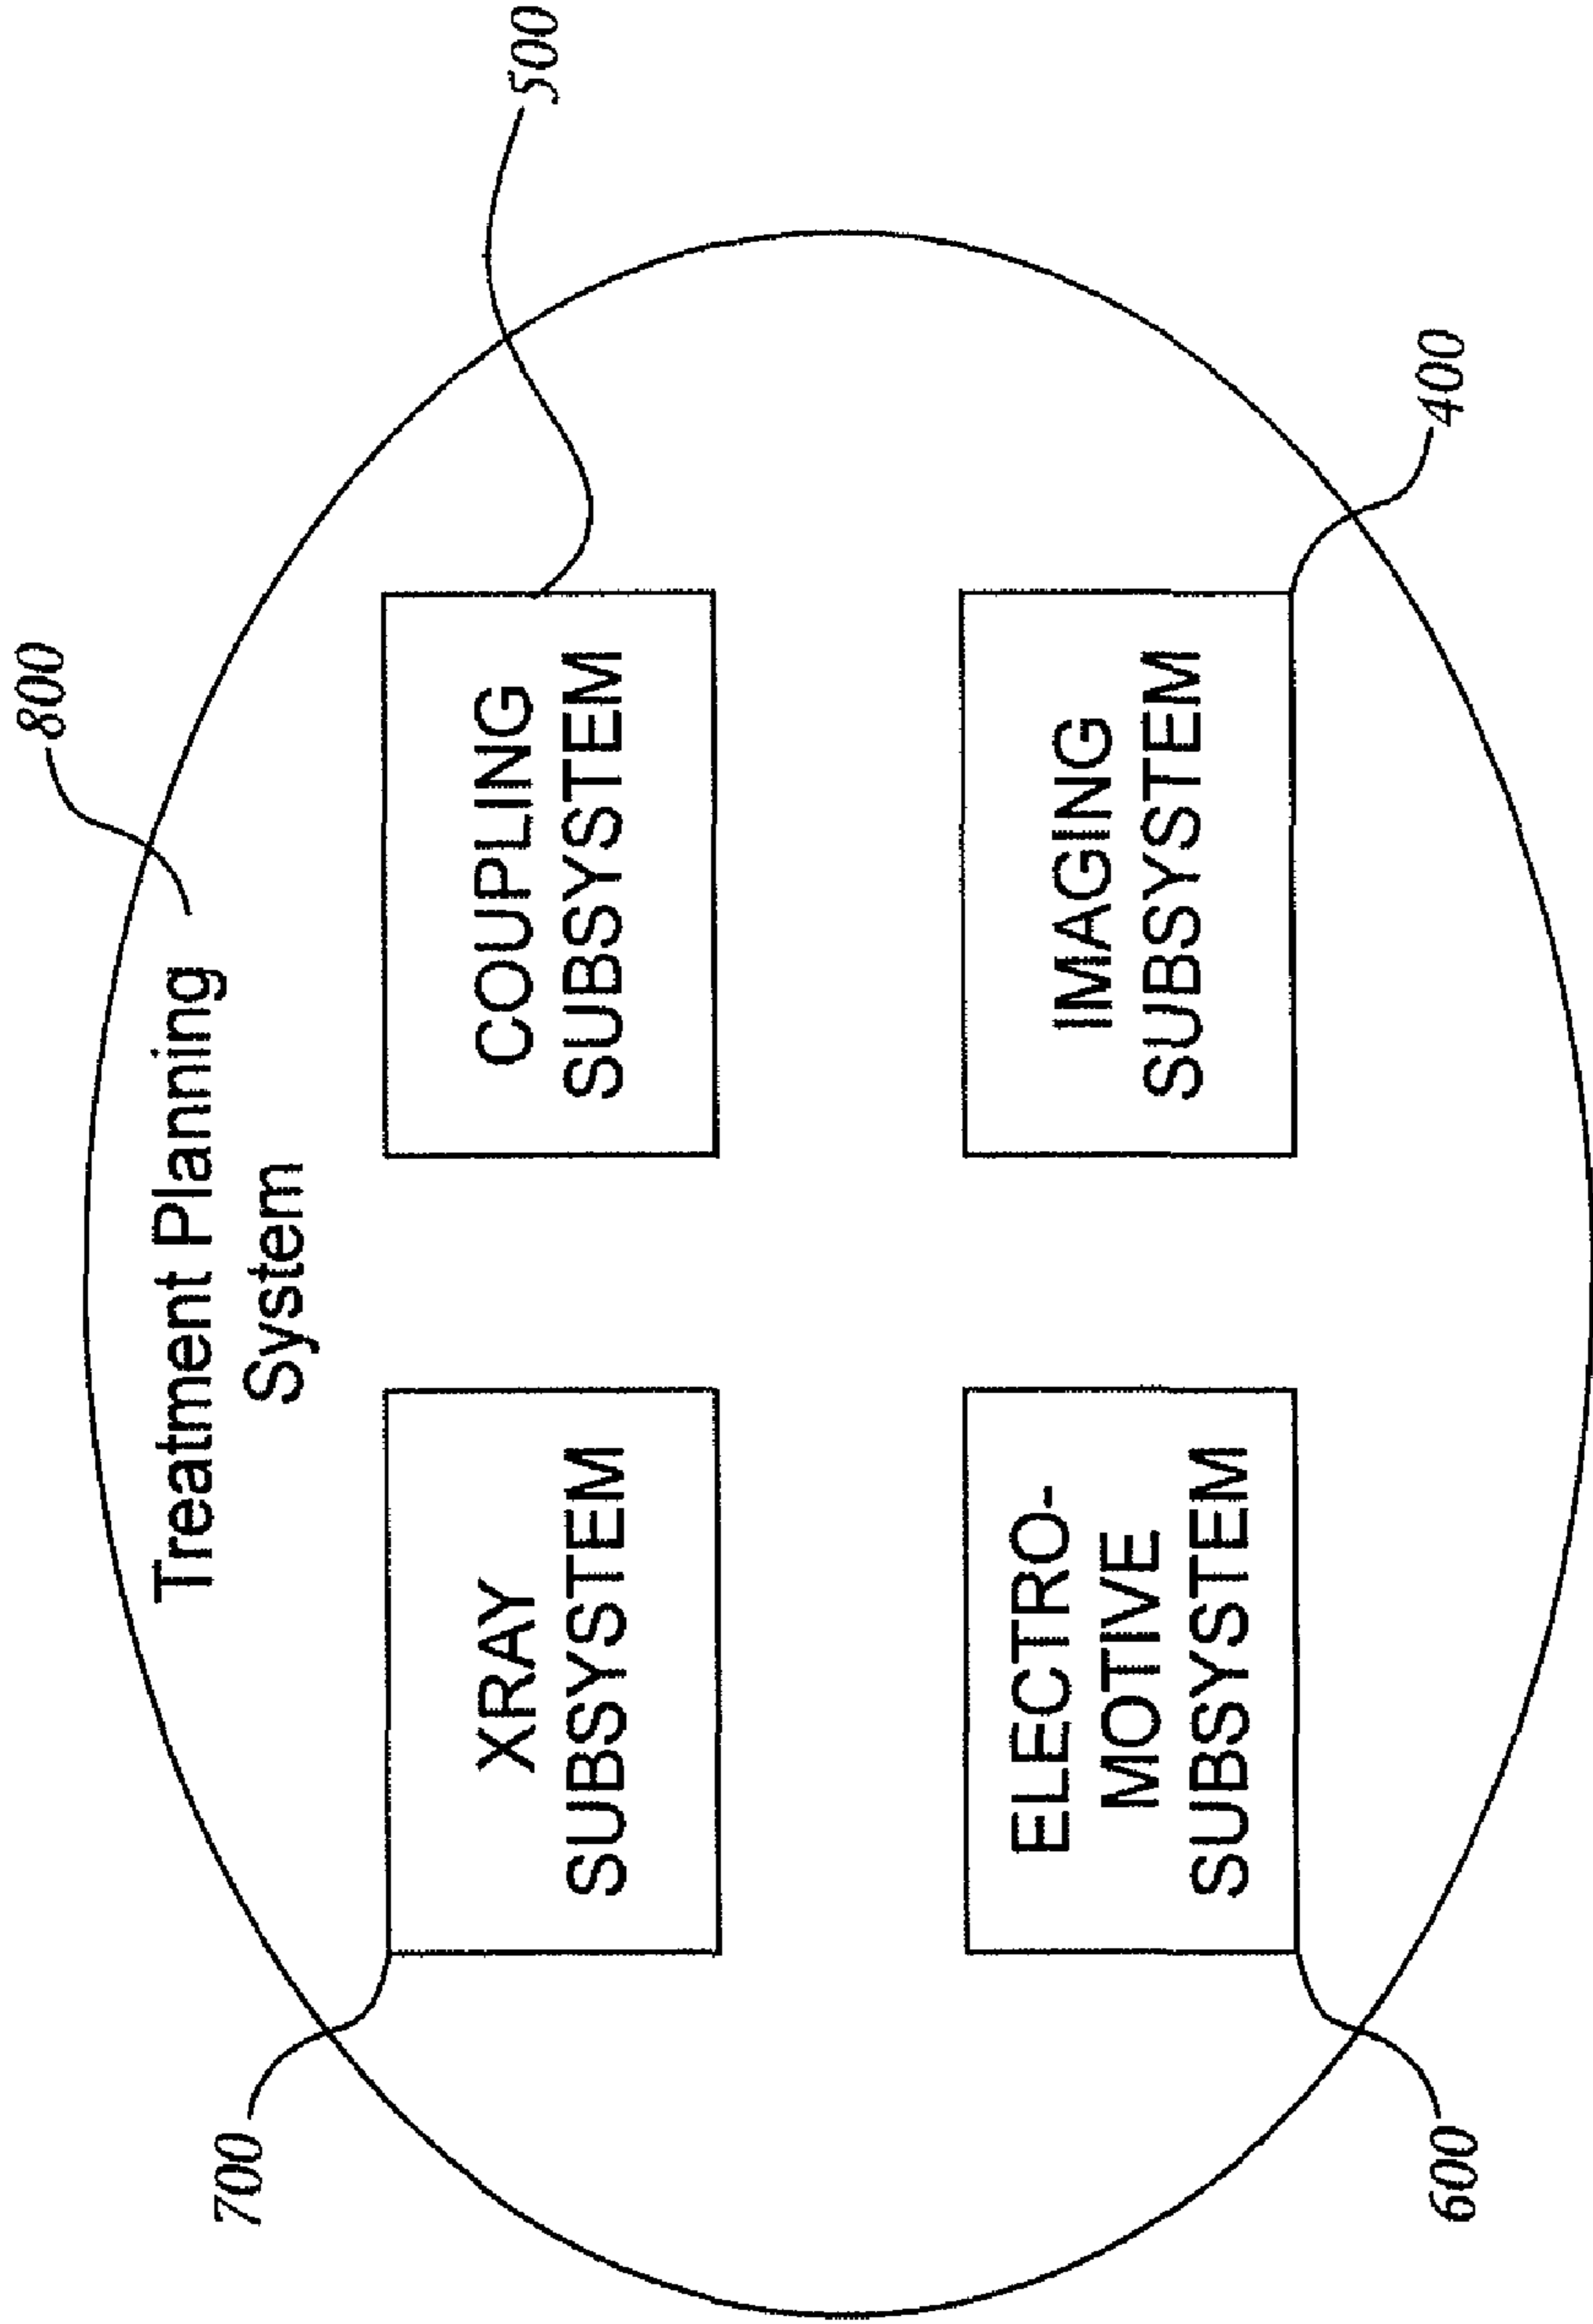 800
Treatment Planning
System
700
XRAY
SUBSYSTEM
COUPLING
SUBSYSTEM
500
ELECTRO-
MOTIVE
SUBSYSTEM
600
IMAGING
SUBSYSTEM
400